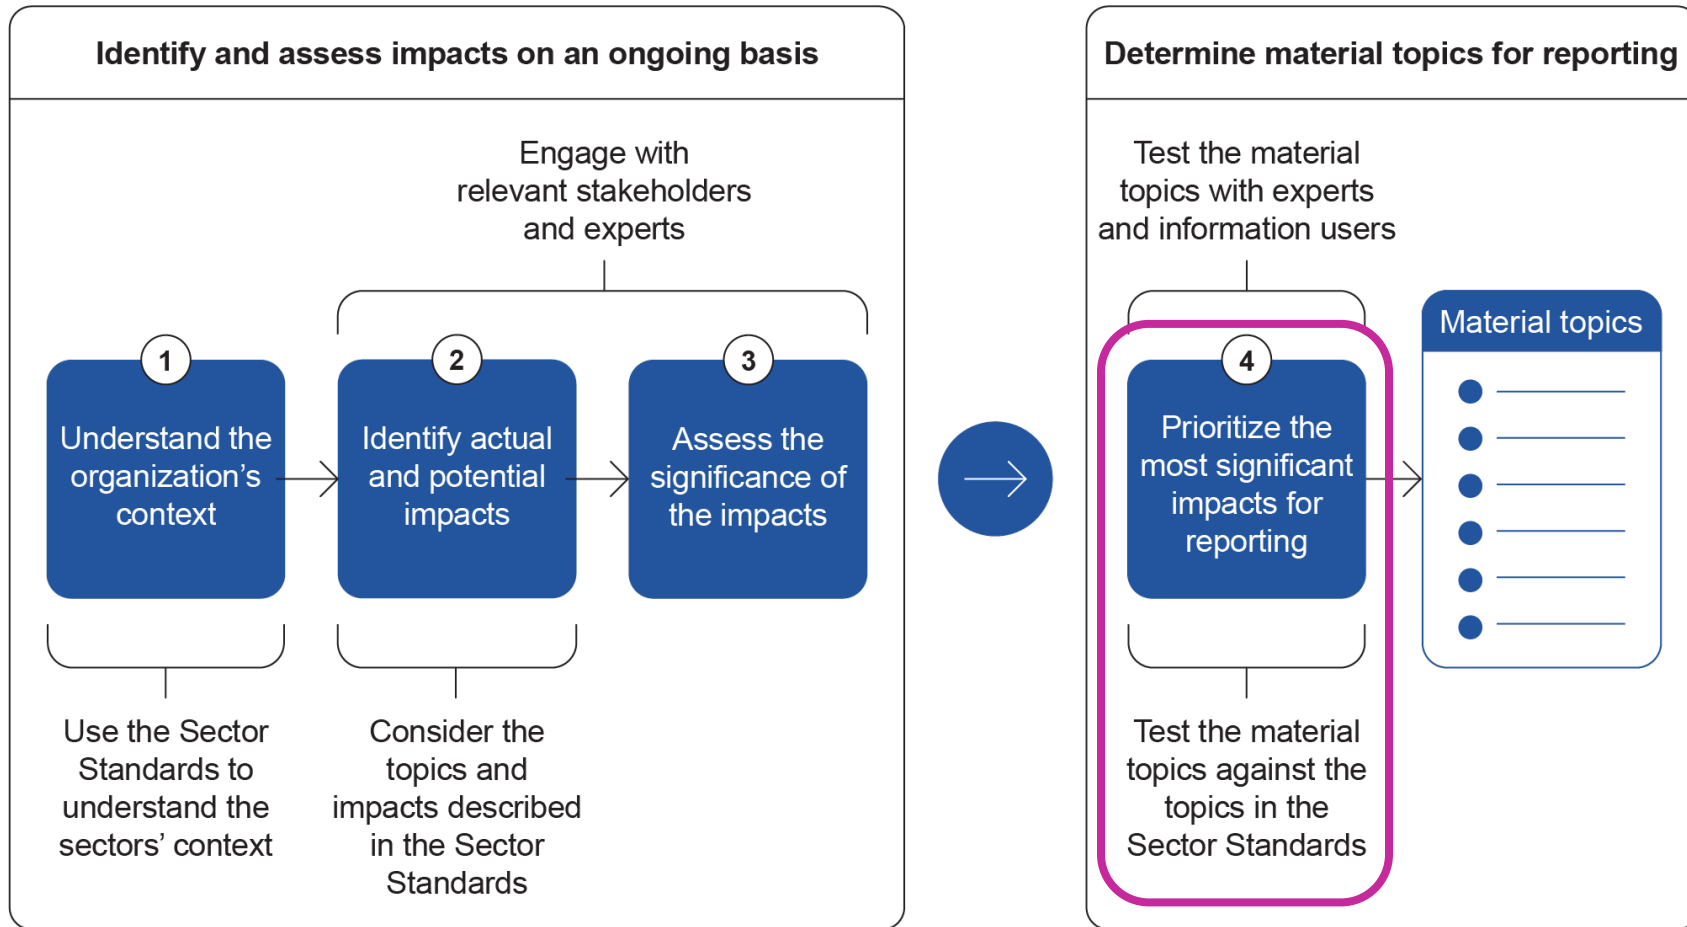 Identify and assess impacts on an ongoing basis
Engage with
relevant stakeholders
and experts
1
Understand the
organization’s
context
2
Identify actual
and potential
impacts
3
Assess the
significance of
the impacts
Use the Sector
Standards to
understand the
sectors’ context
Consider the
topics and
impacts described
in the Sector
Standards
Determine material topics for reporting
Test the material
topics with experts
and information users
4
Prioritize the
most significant
impacts for
reporting
Test the material
topics against the
topics in the
Sector Standards
Material topics